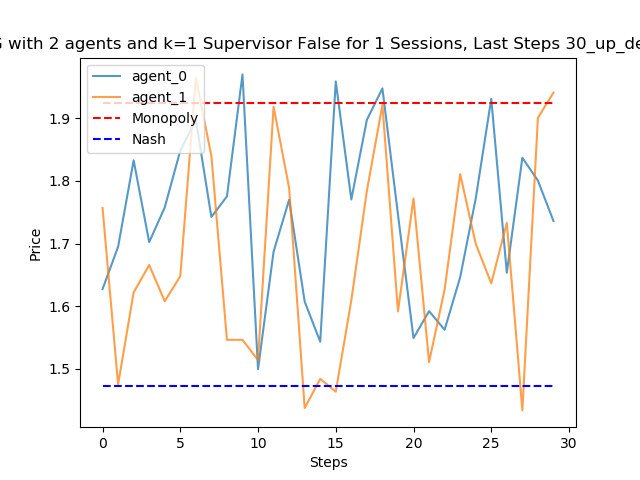 with 2 agents and k=1 Supervisor False for 1 Sessions, Last Steps 30_up_de
agent_0
agent_1
Monopoly
Nash
Price
1.9
1.8
1.7
1.6
1.5
0
5
10
15
20
25
30
Steps